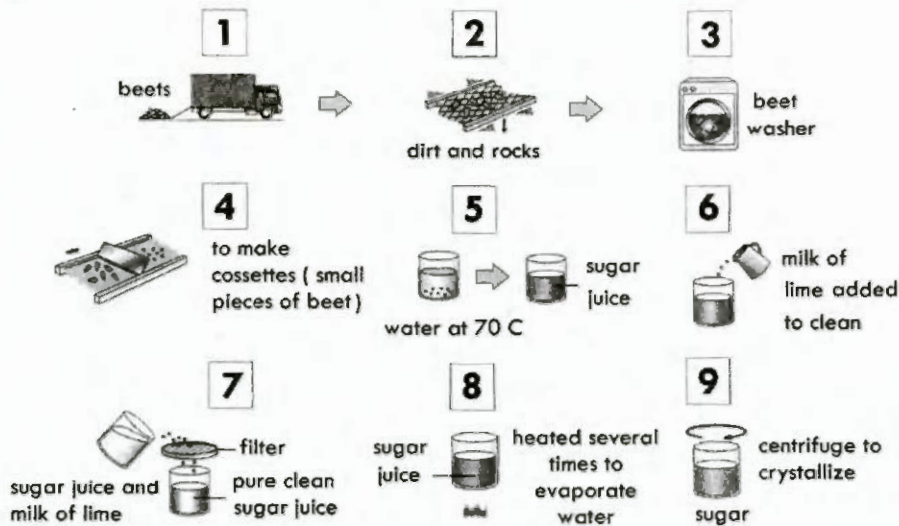 1
2
3
beets
dirt and rocks
beet
washer
4
5
6
to make
cossettes ( small
pieces of beet )
water at 70 C
sugar
juice
milk of
lime added
to clean
7
8
9
sugar juice and
milk of lime
filter
pure clean
sugar juice
sugar
juice
heated several
times to
evaporate
water
centrifuge to
crystallize
sugar